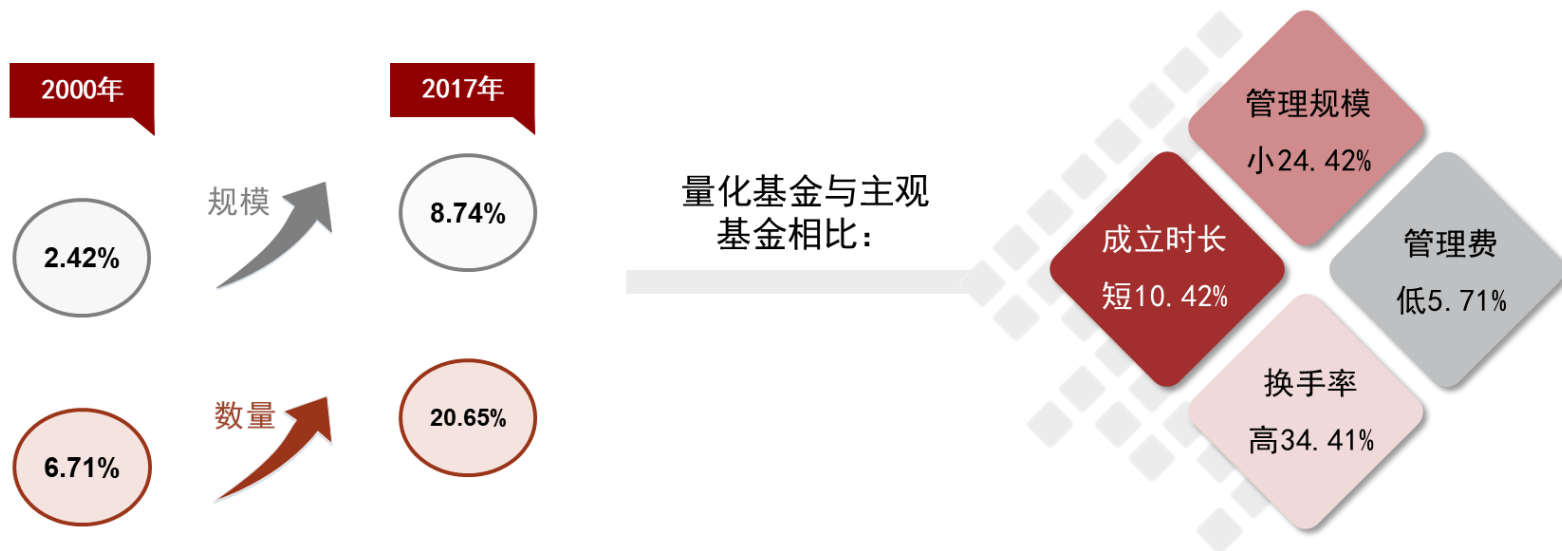 2000年
2017年
规模
2.42%
8.74%
数量
6.71%
20.65%
量化基金与主观
基金相比：
管理规模
小24.42%
成立时长
短10.42%
管理费
低5.71%
换手率
高34.41%